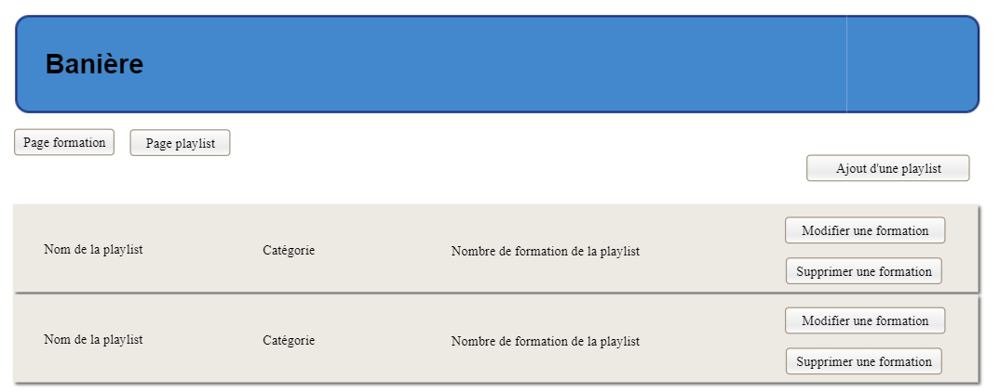 Banière
Page formation
Page playlist
Ajout d'une playlist
Nom de la playlist
Catégorie
Nombre de formation de la playlist
Modifier une formation
Supprimer une formation
Nom de la playlist
Catégorie
Nombre de formation de la playlist
Modifier une formation
Supprimer une formation